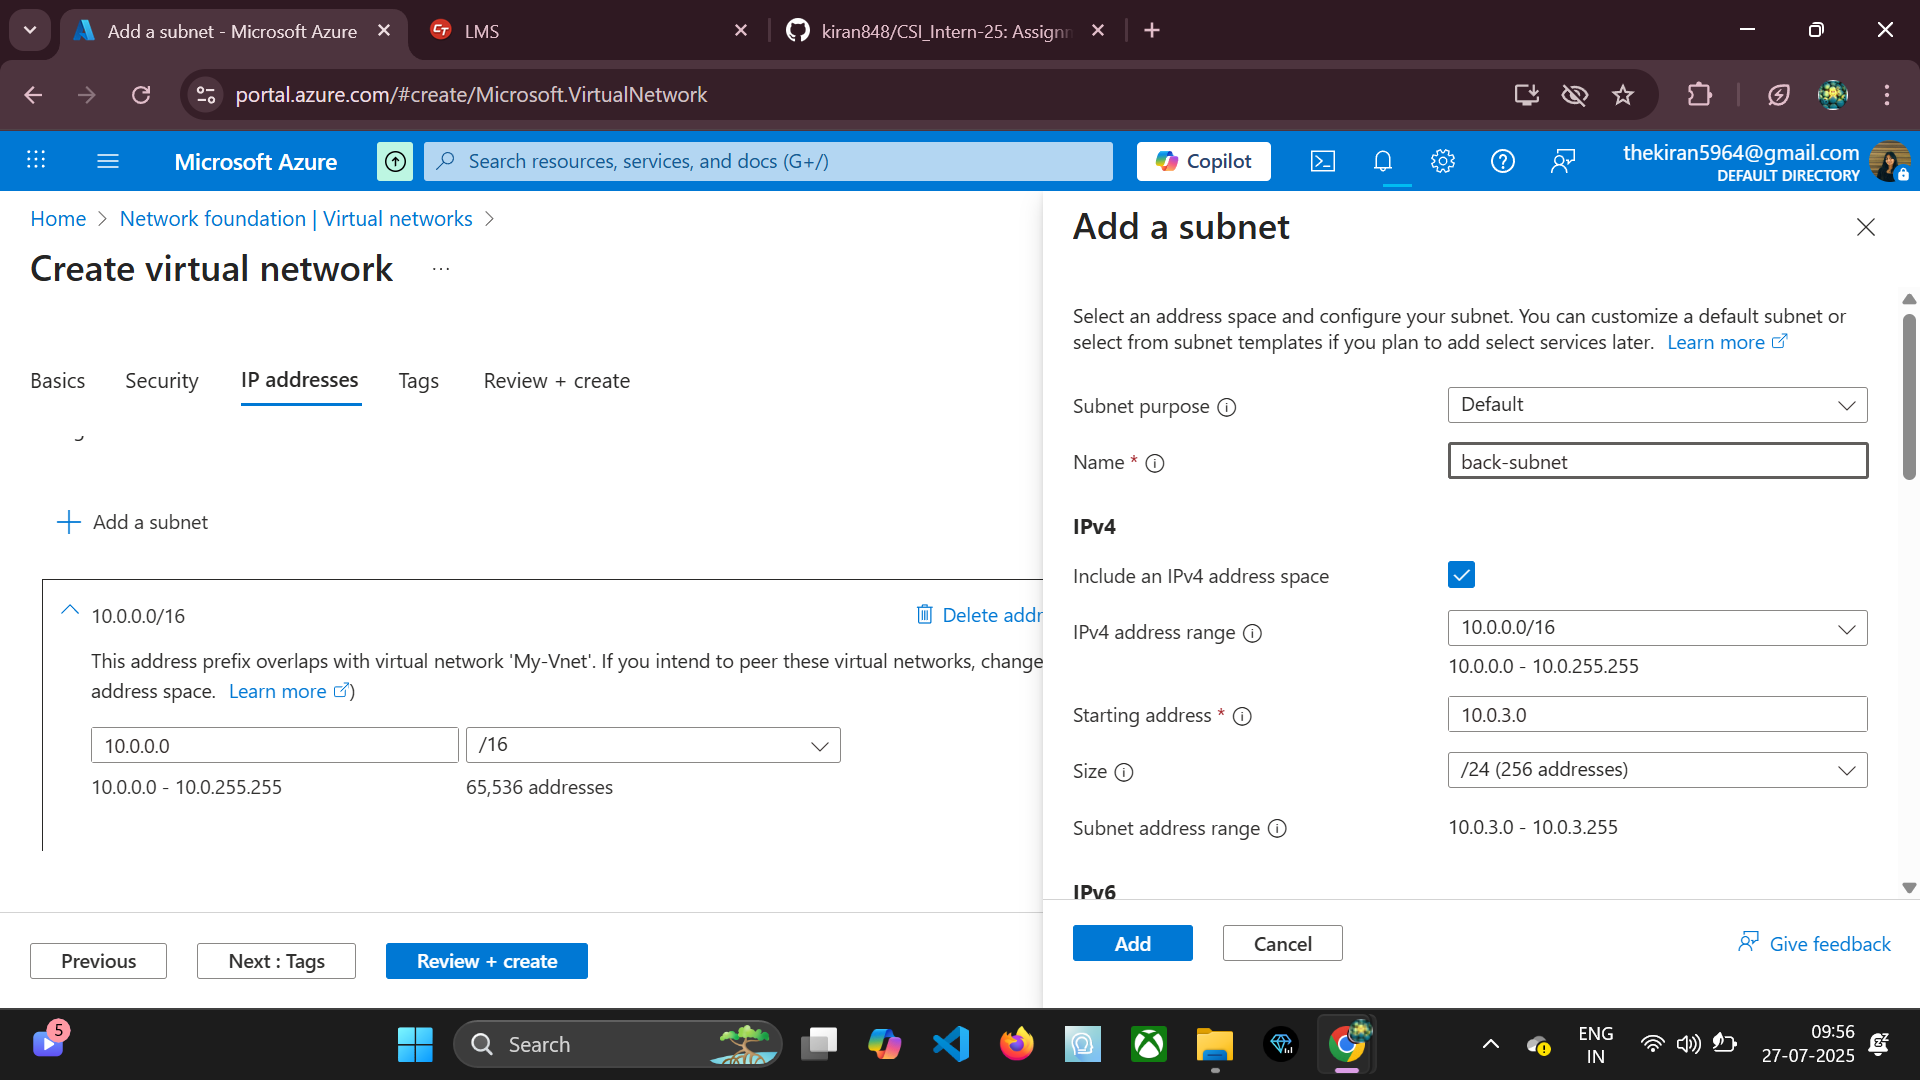 Add a subnet - Microsoft Azure
LMS
kiran848/CSI_Intern-25: Assignm
portal.azure.com/#create/Microsoft.VirtualNetwork
Microsoft Azure
Search resources, services, and docs (G+/)
Copilot
thekiran5964@gmail.com
DEFAULT DIRECTORY
Home
Network foundation | Virtual networks
Create virtual network
...
Basics
Security
IP addresses
Tags
Review + create
Add a subnet
10.0.0.0/16
Delete addr
This address prefix overlaps with virtual network 'My-Vnet'. If you intend to peer these virtual networks, change
address space. Learn more )
10.0.0.0
/16
10.0.0.0 - 10.0.255.255
65,536 addresses
Previous
Next : Tags
Review + create
Add a subnet
Select an address space and configure your subnet. You can customize a default subnet or
select from subnet templates if you plan to add select services later. Learn more
Subnet purpose
Default
Name *
back-subnet
IPv4
Include an IPv4 address space
IPv4 address range
10.0.0.0/16
10.0.0.0 - 10.0.255.255
Starting address *
10.0.3.0
Size
/24 (256 addresses)
Subnet address range
10.0.3.0 - 10.0.3.255
IPv6
Add
Cancel
Give feedback
5
Search
ENG
IN
09:56
27-07-2025